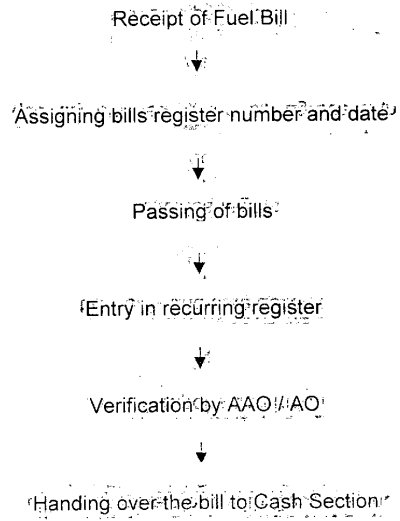 Receipt of Fuel Bill
Assigning bills register number and date
Passing of bills
Entry in recurring register
Verification by AAO / AO
Handing over the bill to Cash Section